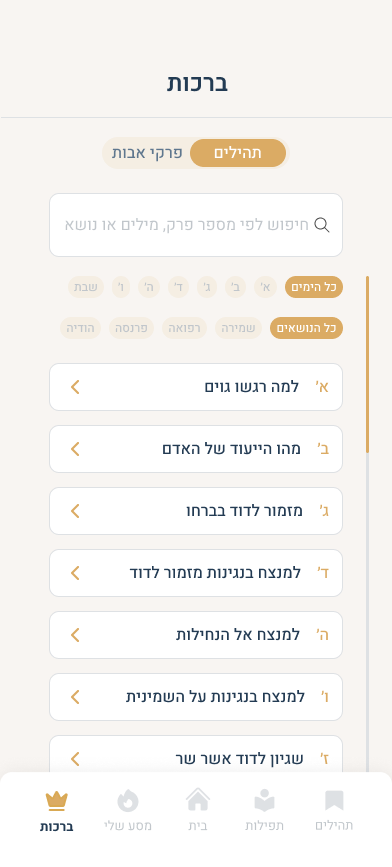 ברכות
תהילים פרקי אבות
חיפוש לפי מספר פרק, מילים או נושא
כל הימים א' ב' ג' ד' ה' ו' שבת
כל הנושאים שמירה רפואה פרנסה הודיה
א' למה רגשו גוים
ב' מהו הייעוד של האדם
ג' מזמור לדוד בברחו
ד' למנצח בנגינות מזמור לדוד
ה' למנצח אל הנחילות
ו' למנצח בנגינות על השמינית
ז' שגיון לדוד אשר שר
תהילים תפילות בית מסע שלי ברכות